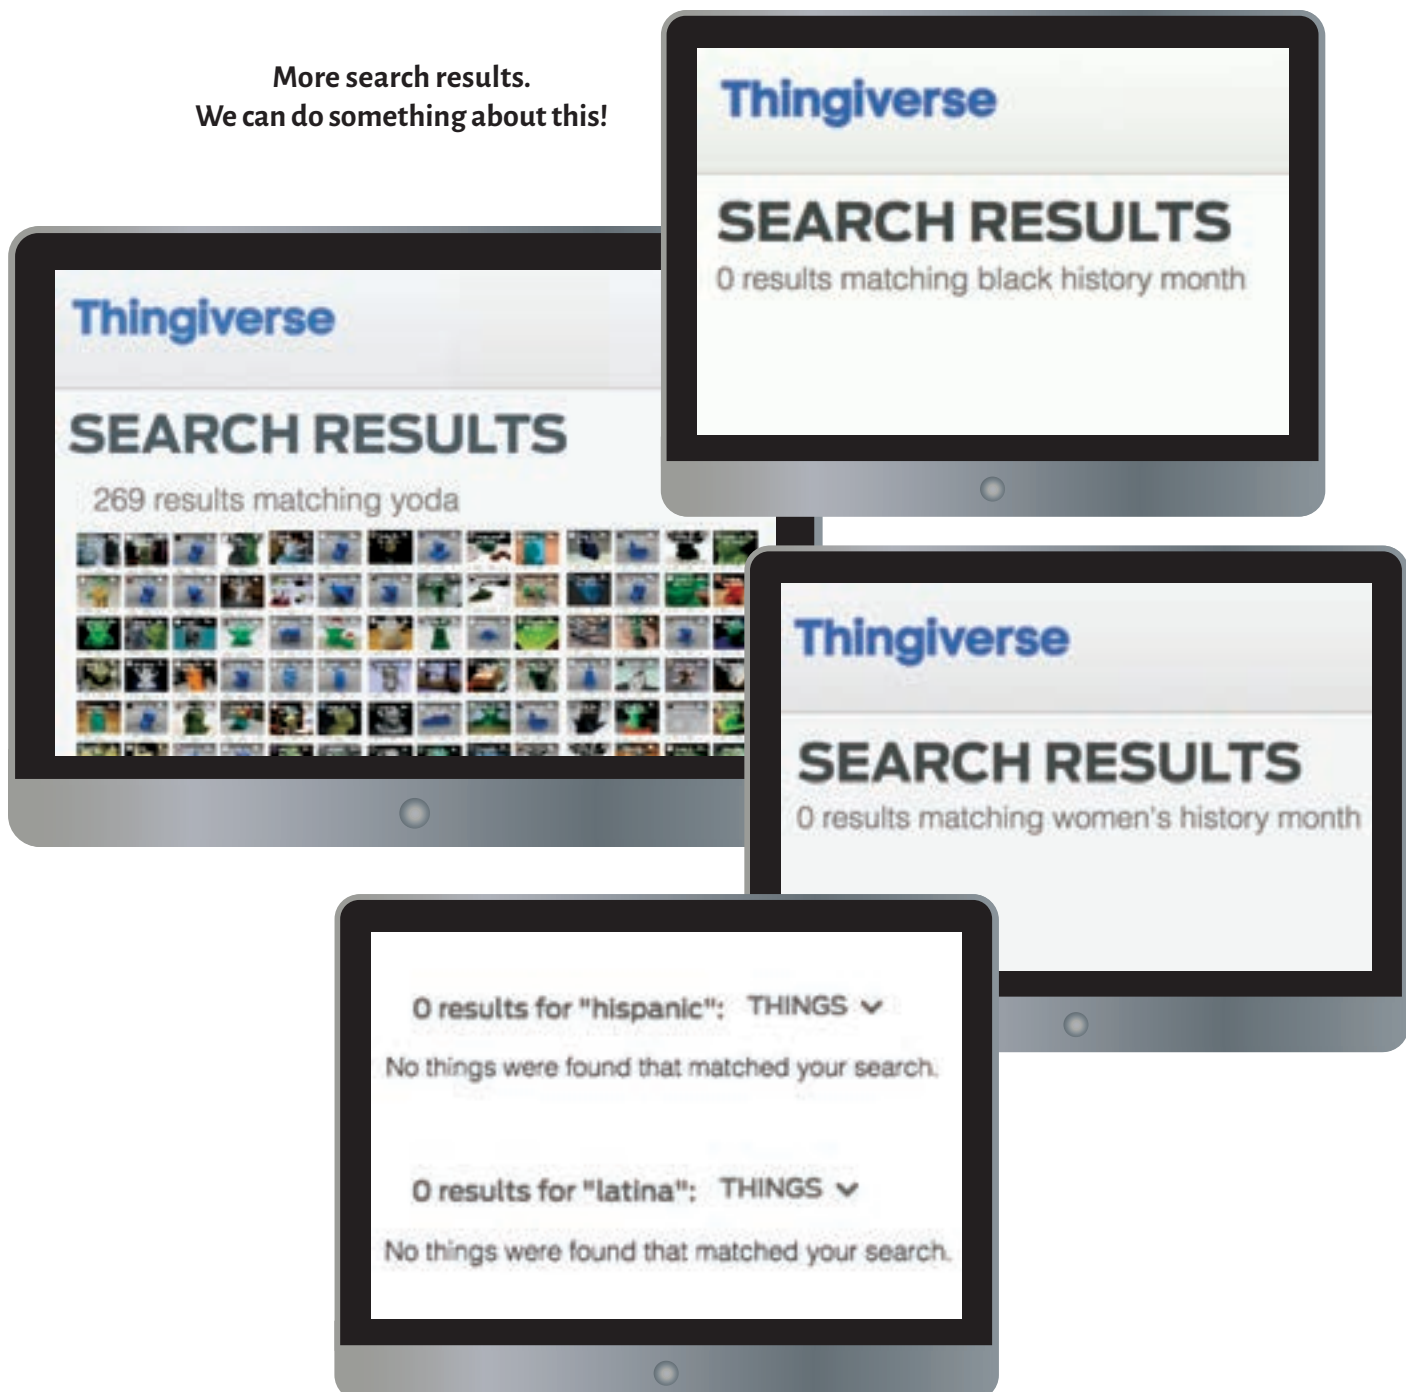 More search results.
We can do something about this!
Thingiverse
SEARCH RESULTS
0 results matching black history month
Thingiverse
SEARCH RESULTS
269 results matching yoda
Thingiverse
SEARCH RESULTS
0 results matching women's history month
0 results for "hispanic": THINGS
No things were found that matched your search.
0 results for "latina": THINGS
No things were found that matched your search.